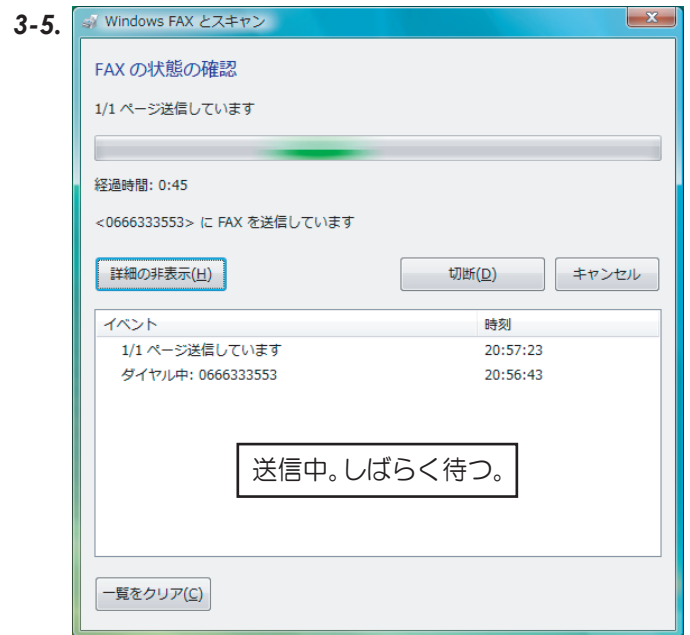 3-5.
Windows FAX とスキャン
FAX の状態の確認
1/1 ページ送信しています
経過時間: 0:45
<0666333553> に FAX を送信しています
詳細の非表示(H) 切断(D) キャンセル
イベント 時刻
1/1 ページ送信しています 20:57:23
ダイヤル中: 0666333553 20:56:43
送信中。しばらく待つ。
一覧をクリア(C)